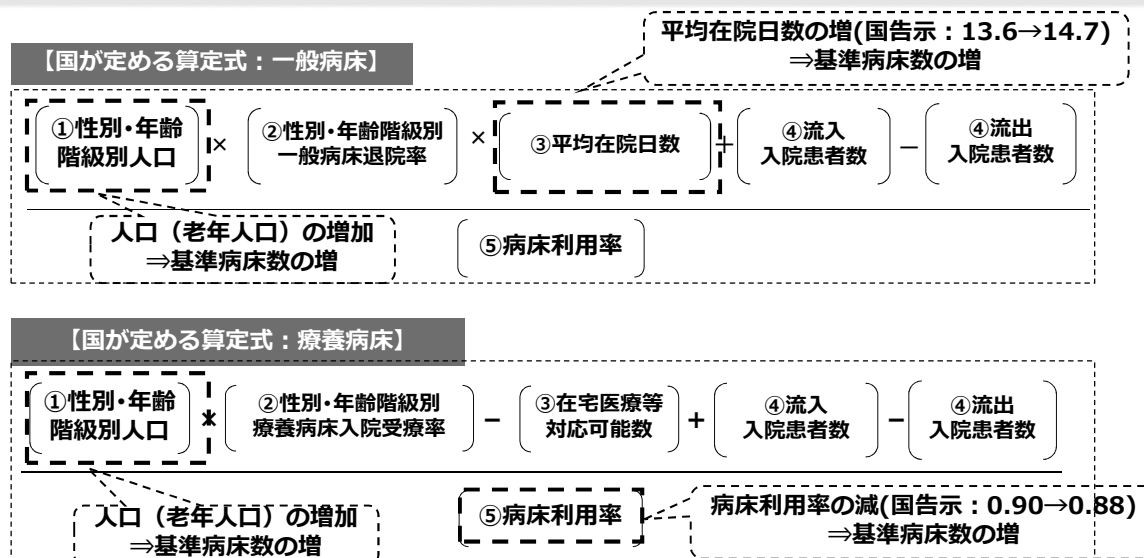 平均在院日数の増(国告示：13.6→14.7)
⇒基準病床数の増
【国が定める算定式：一般病床】
①性別・年齢
階級別人口
×
②性別・年齢階級別
一般病床退院率
×
③平均在院日数
+
④流入
入院患者数
－
④流出
入院患者数
人口（老年人口）の増加
⇒基準病床数の増
⑤病床利用率
【国が定める算定式：療養病床】
①性別・年齢
階級別人口
×
②性別・年齢階級別
療養病床入院受療率
－
③在宅医療等
対応可能数
+
④流入
入院患者数
－
④流出
入院患者数
人口（老年人口）の増加
⇒基準病床数の増
⑤病床利用率
病床利用率の減(国告示：0.90→0.88)
⇒基準病床数の増